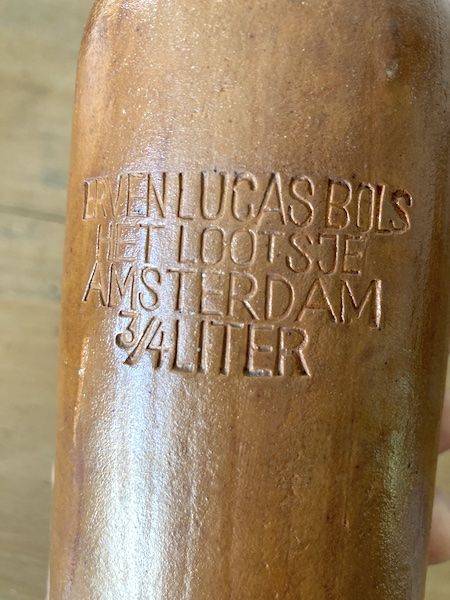 ERVEN LUCAS BOLS
HET LOOTSJE
AMSTERDAM
3/4 LITER